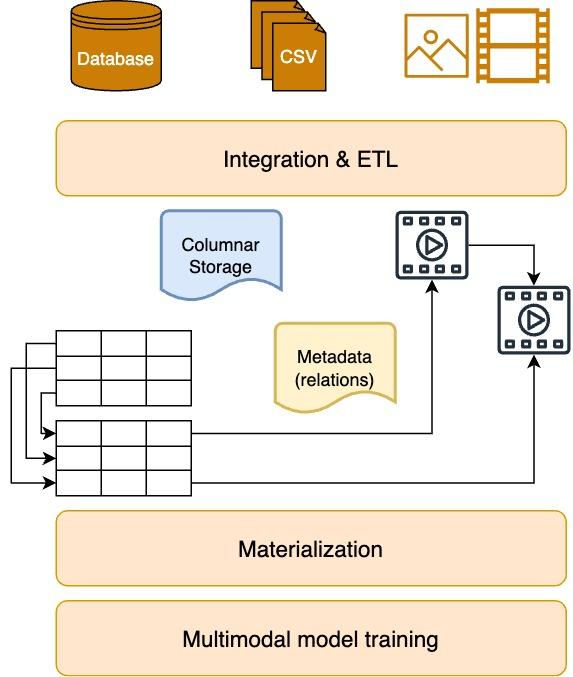 Database
CSV
Integration & ETL
Columnar
Storage
Metadata
(relations)
Materialization
Multimodal model training